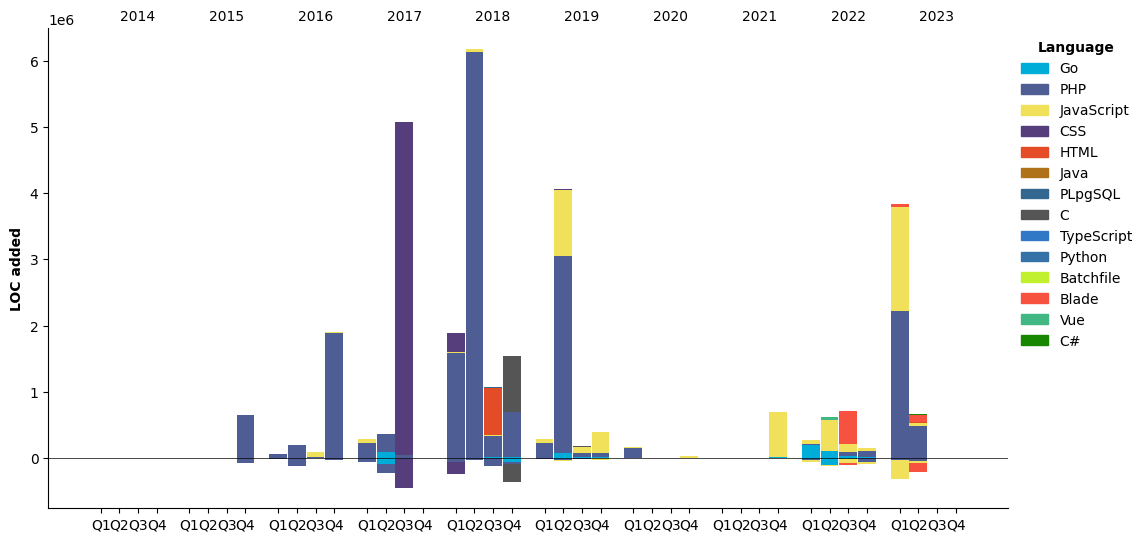 2014 2015 2016 2017 2018 2019 2020 2021 2022 2023
1e6
Language
Go
PHP
JavaScript
CSS
HTML
Java
PLpgSQL
C
TypeScript
Python
Batchfile
Blade
Vue
C#
LOC added
6
5
4
3
2
1
0
Q1Q2Q3Q4 Q1Q2Q3Q4 Q1Q2Q3Q4 Q1Q2Q3Q4 Q1Q2Q3Q4 Q1Q2Q3Q4 Q1Q2Q3Q4 Q1Q2Q3Q4 Q1Q2Q3Q4 Q1Q2Q3Q4